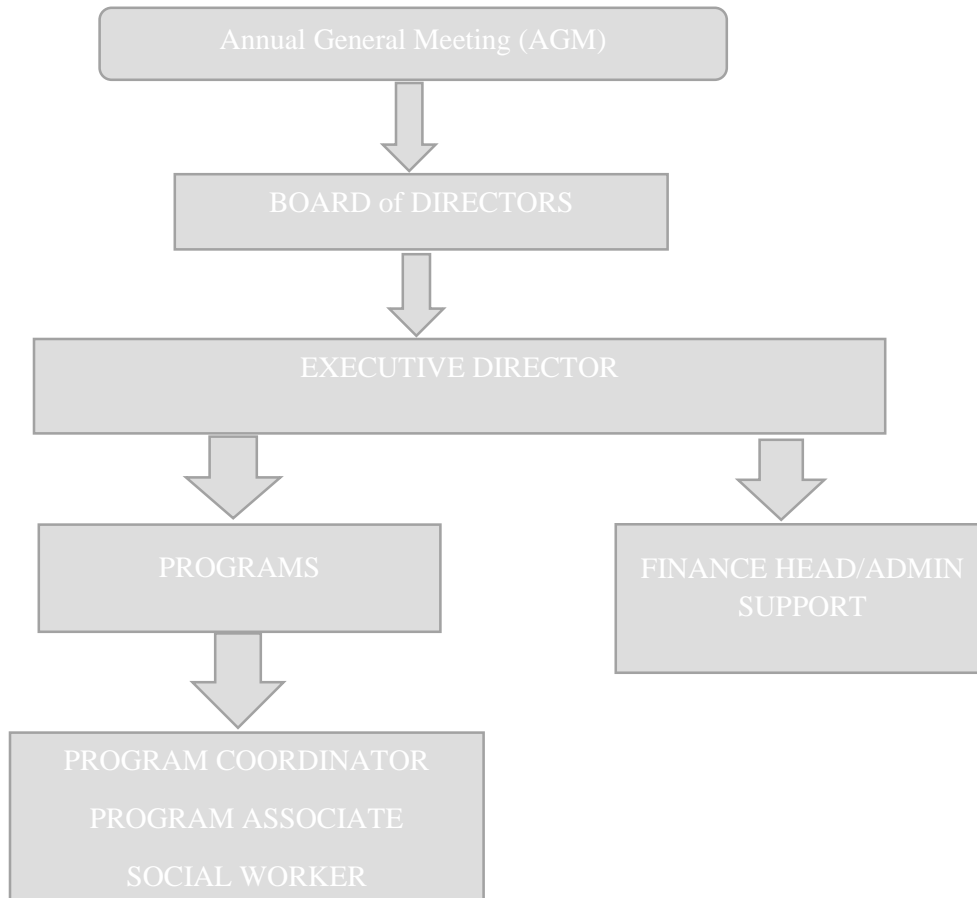 Annual General Meeting (AGM)
BOARD of DIRECTORS
EXECUTIVE DIRECTOR
PROGRAMS
FINANCE HEAD/ADMIN
SUPPORT
PROGRAM COORDINATOR
PROGRAM ASSOCIATE
SOCIAL WORKER